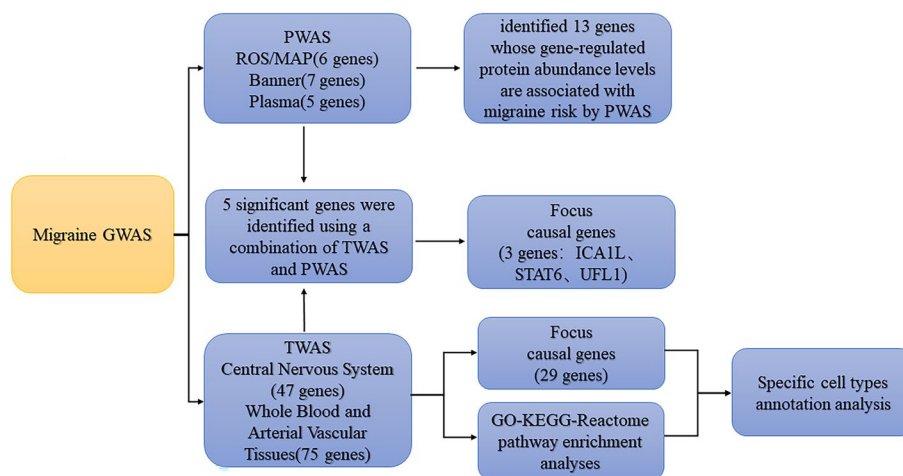 PWAS
ROS/MAP(6 genes)
Banner(7 genes)
Plasma(5 genes)
identified 13 genes
whose gene-regulated
protein abundance levels
are associated with
migraine risk by PWAS
Migraine GWAS
5 significant genes were
identified using a
combination of TWAS
and PWAS
Focus
causal genes
(3 genes：ICA1L、
STAT6、UFL1)
TWAS
Central Nervous System
(47 genes)
Whole Blood and
Arterial Vascular
Tissues(75 genes)
Focus
causal genes
(29 genes)
GO-KEGG-Reactome
pathway enrichment
analyses
Specific cell types
annotation analysis